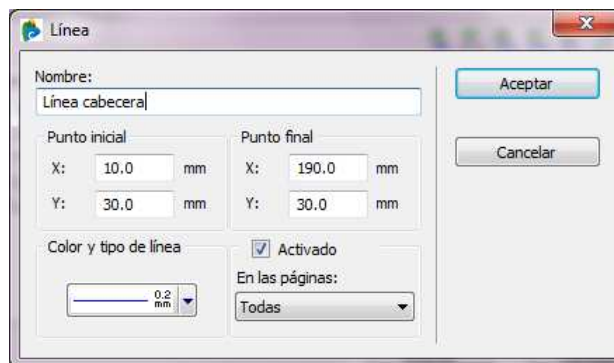 Línea
Nombre:
Línea cabecera
Aceptar
Cancelar
Punto inicial
X: 10.0 mm
Y: 30.0 mm
Punto final
X: 190.0 mm
Y: 30.0 mm
Color y tipo de línea
0.2 mm
Activado
En las páginas:
Todas